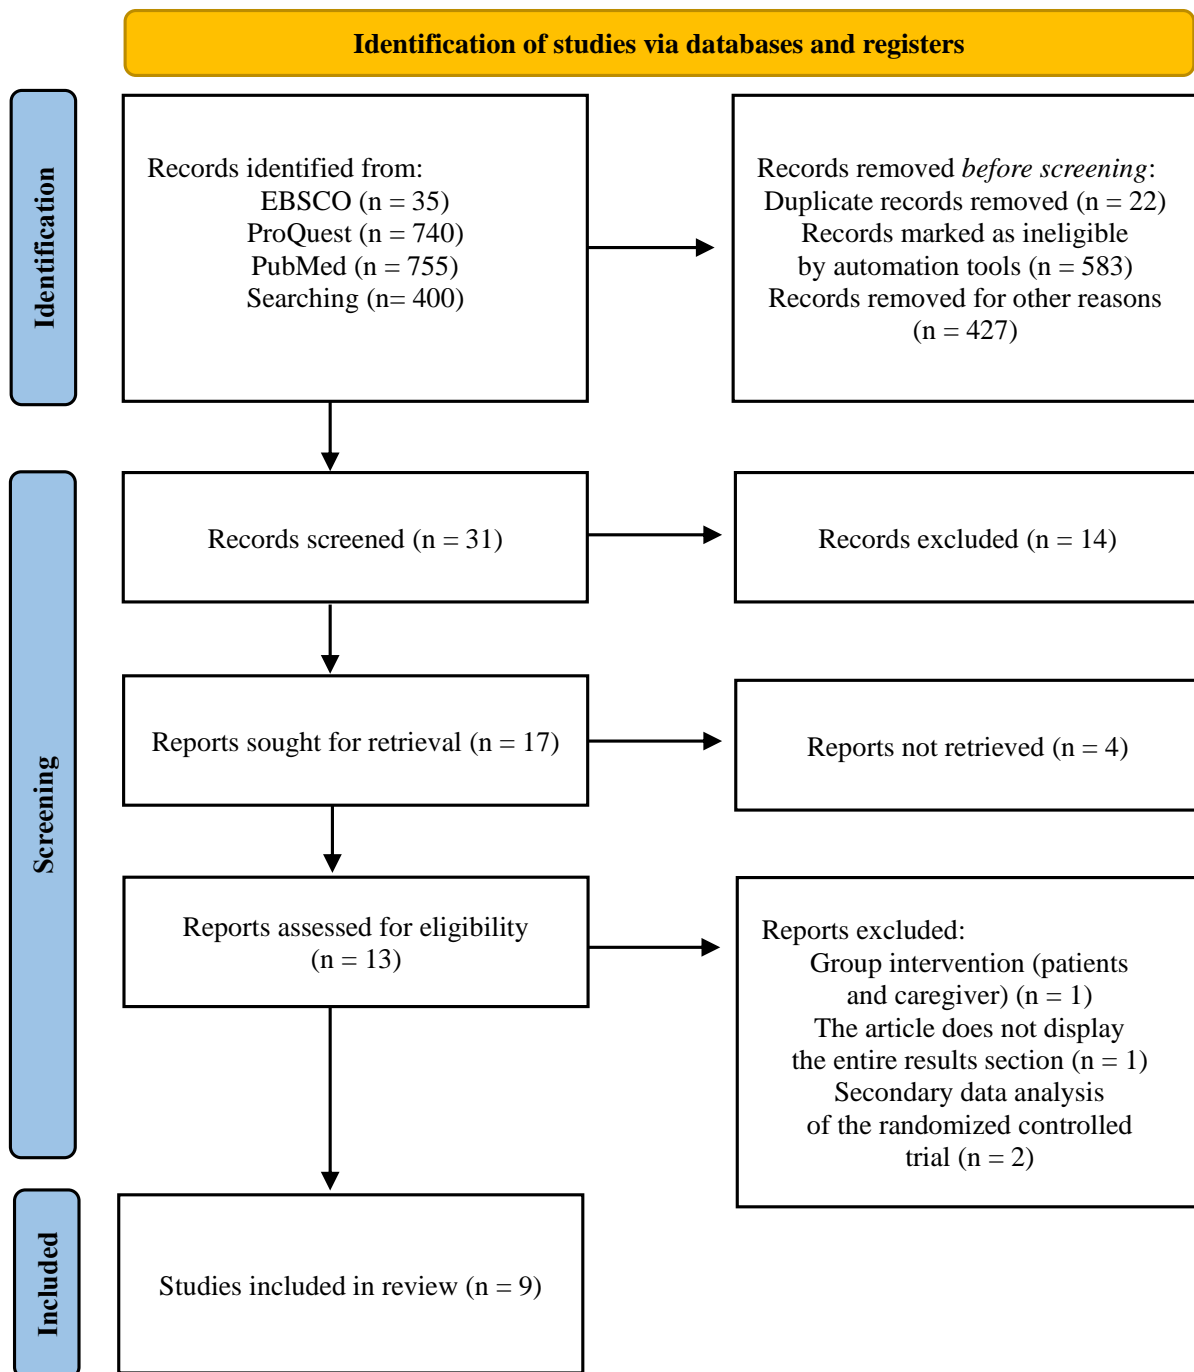 Identification of studies via databases and registers
Identification
Records identified from:
EBSCO (n = 35)
ProQuest (n = 740)
PubMed (n = 755)
Searching (n= 400)
Records removed before screening:
Duplicate records removed (n = 22)
Records marked as ineligible
by automation tools (n = 583)
Records removed for other reasons
(n = 427)
Screening
Records screened (n = 31)
Records excluded (n = 14)
Reports sought for retrieval (n = 17)
Reports not retrieved (n = 4)
Reports assessed for eligibility
(n = 13)
Reports excluded:
Group intervention (patients
and caregiver) (n = 1)
The article does not display
the entire results section (n = 1)
Secondary data analysis
of the randomized controlled
trial (n = 2)
Included
Studies included in review (n = 9)